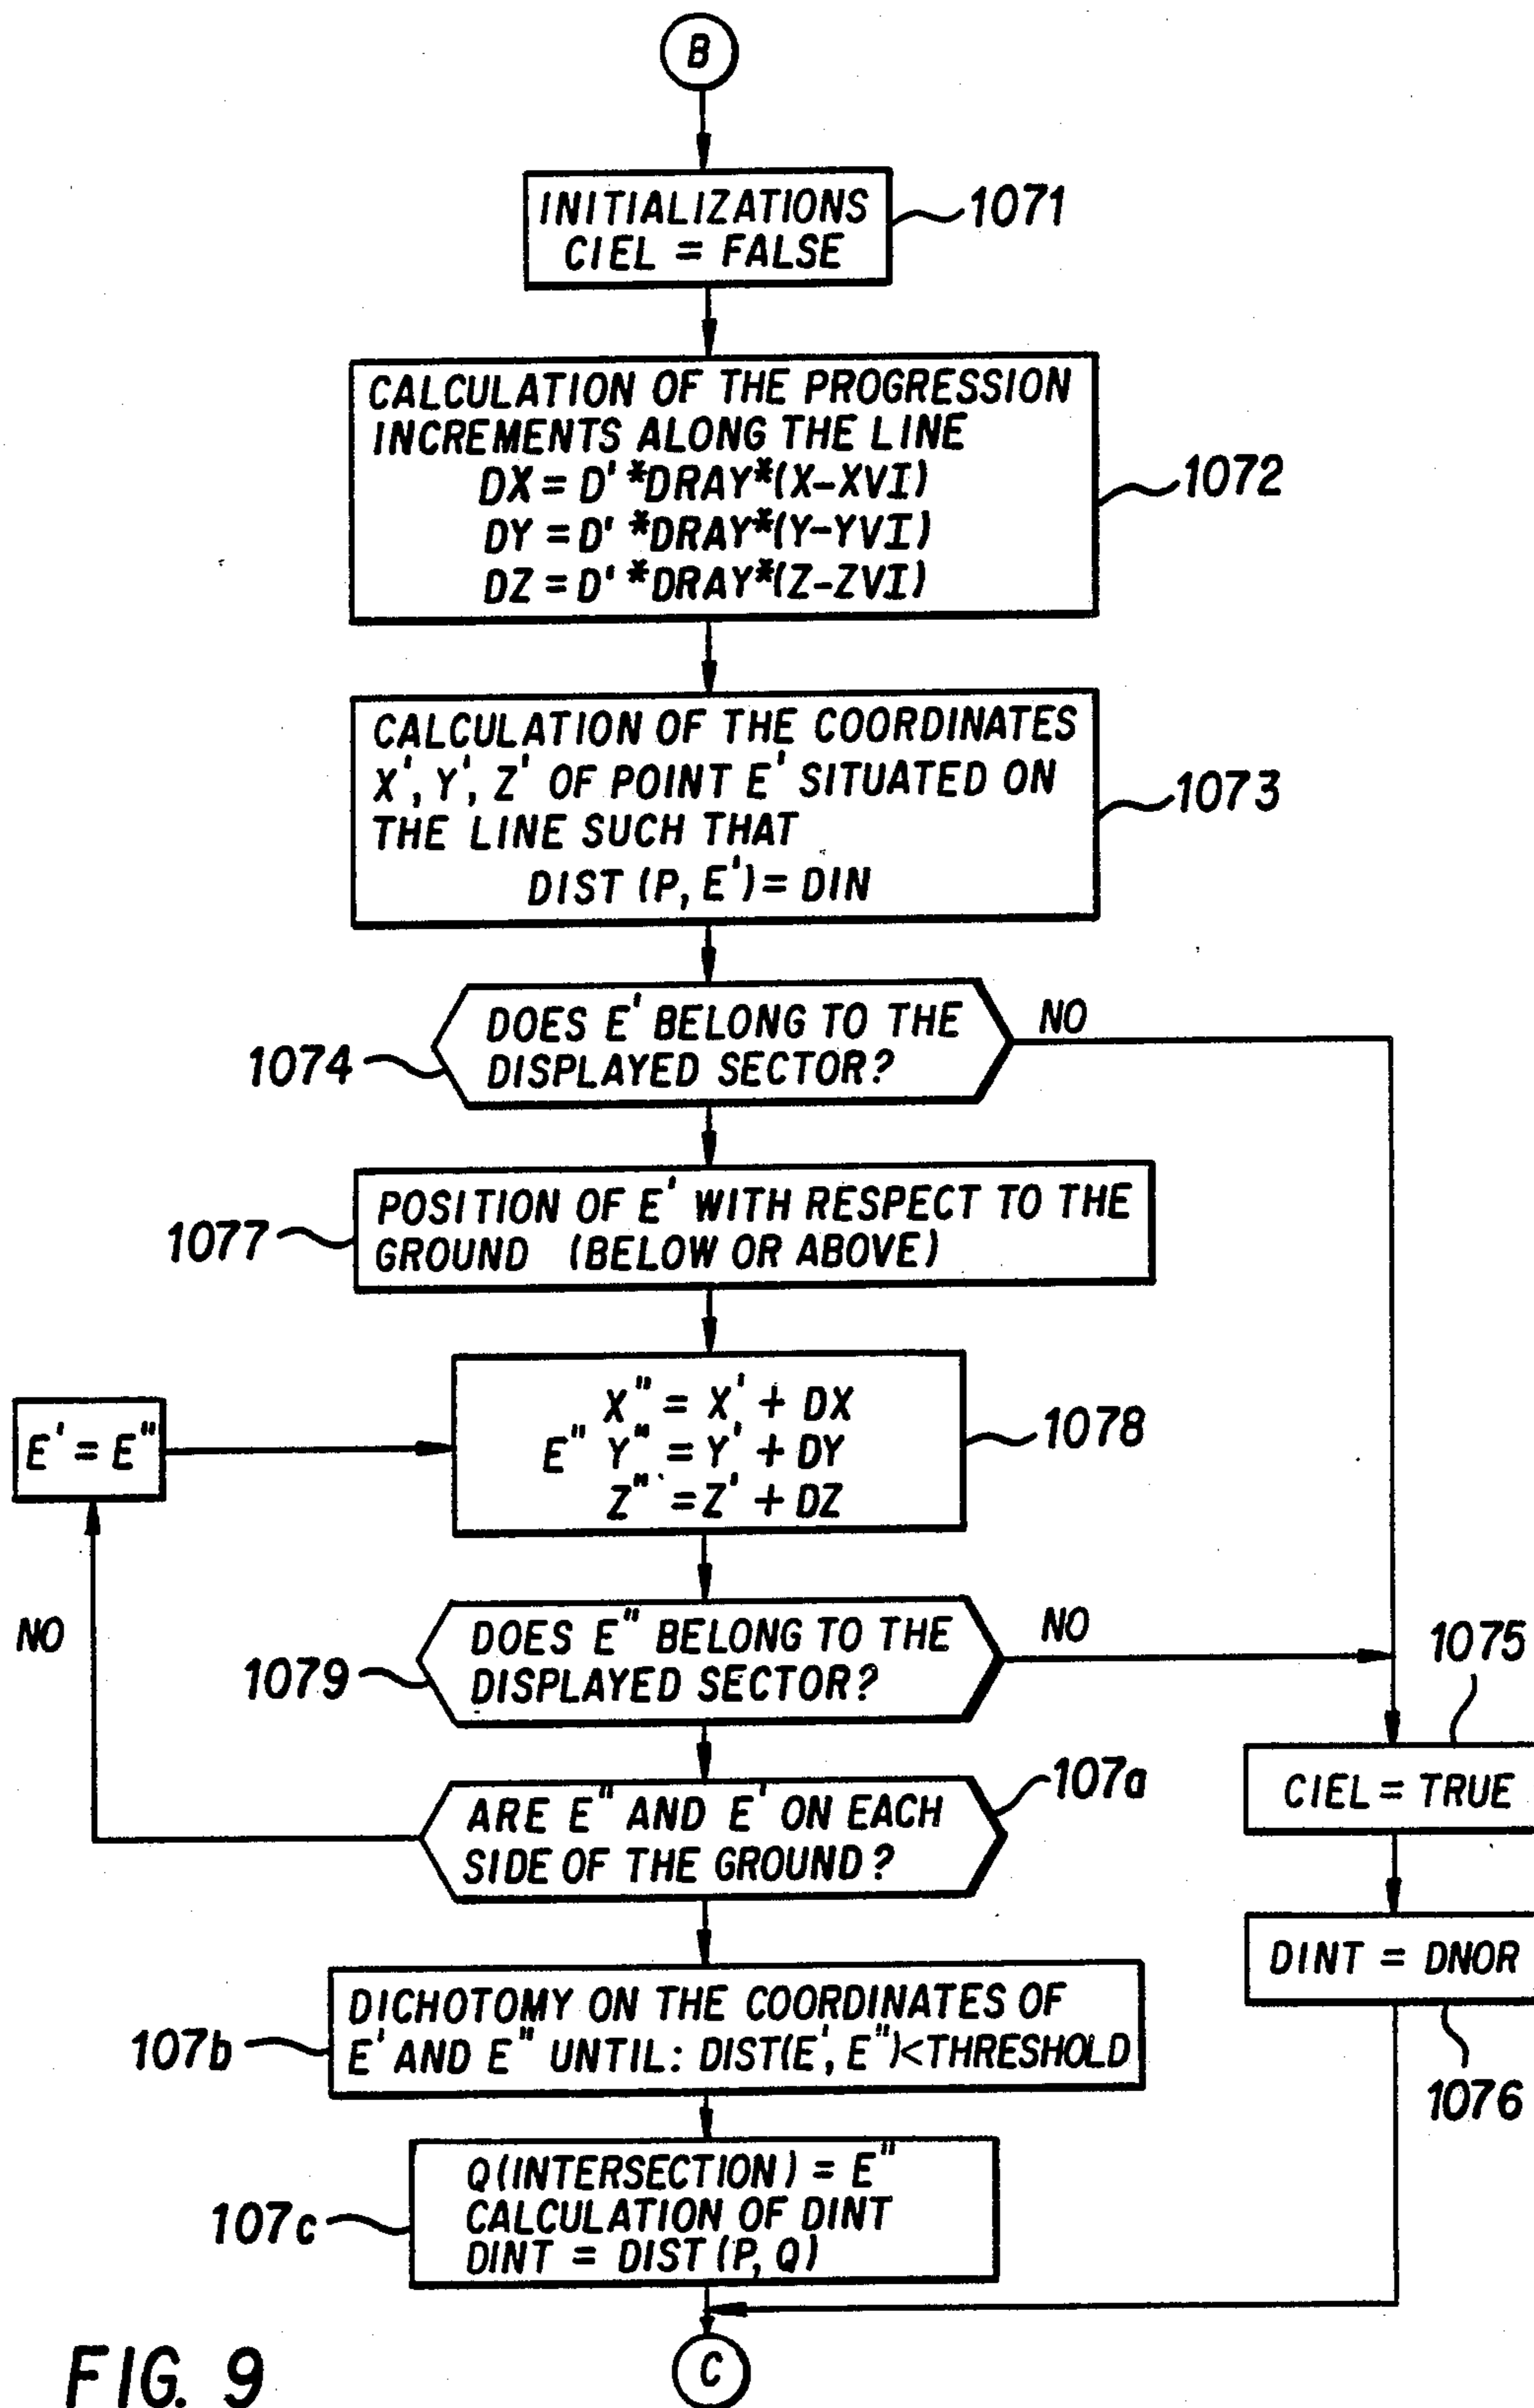 B
INITIALIZATIONS
CIEL = FALSE
1071
CALCULATION OF THE PROGRESSION
INCREMENTS ALONG THE LINE
DX = D' *DRAY*(X-XVI)
DY = D' *DRAY*(Y-YVI)
DZ = D' *DRAY*(Z-ZVI)
1072
CALCULATION OF THE COORDINATES
X', Y', Z' OF POINT E' SITUATED ON
THE LINE SUCH THAT
DIST (P, E') = DIN
1073
DOES E' BELONG TO THE
DISPLAYED SECTOR?
NO
1074
POSITION OF E' WITH RESPECT TO THE
GROUND (BELOW OR ABOVE)
1077
X" = X' + DX
E" Y" = Y' + DY
Z" = Z' + DZ
1078
E' = E"
NO
DOES E" BELONG TO THE
DISPLAYED SECTOR?
NO
1079
1075
CIEL = TRUE
ARE E" AND E' ON EACH
SIDE OF THE GROUND?
107a
DINT = DNOR
1076
DICHOTOMY ON THE COORDINATES OF
E' AND E" UNTIL: DIST(E', E")<THRESHOLD
107b
Q(INTERSECTION) = E"
CALCULATION OF DINT
DINT = DIST (P, Q)
107c
C
FIG. 9